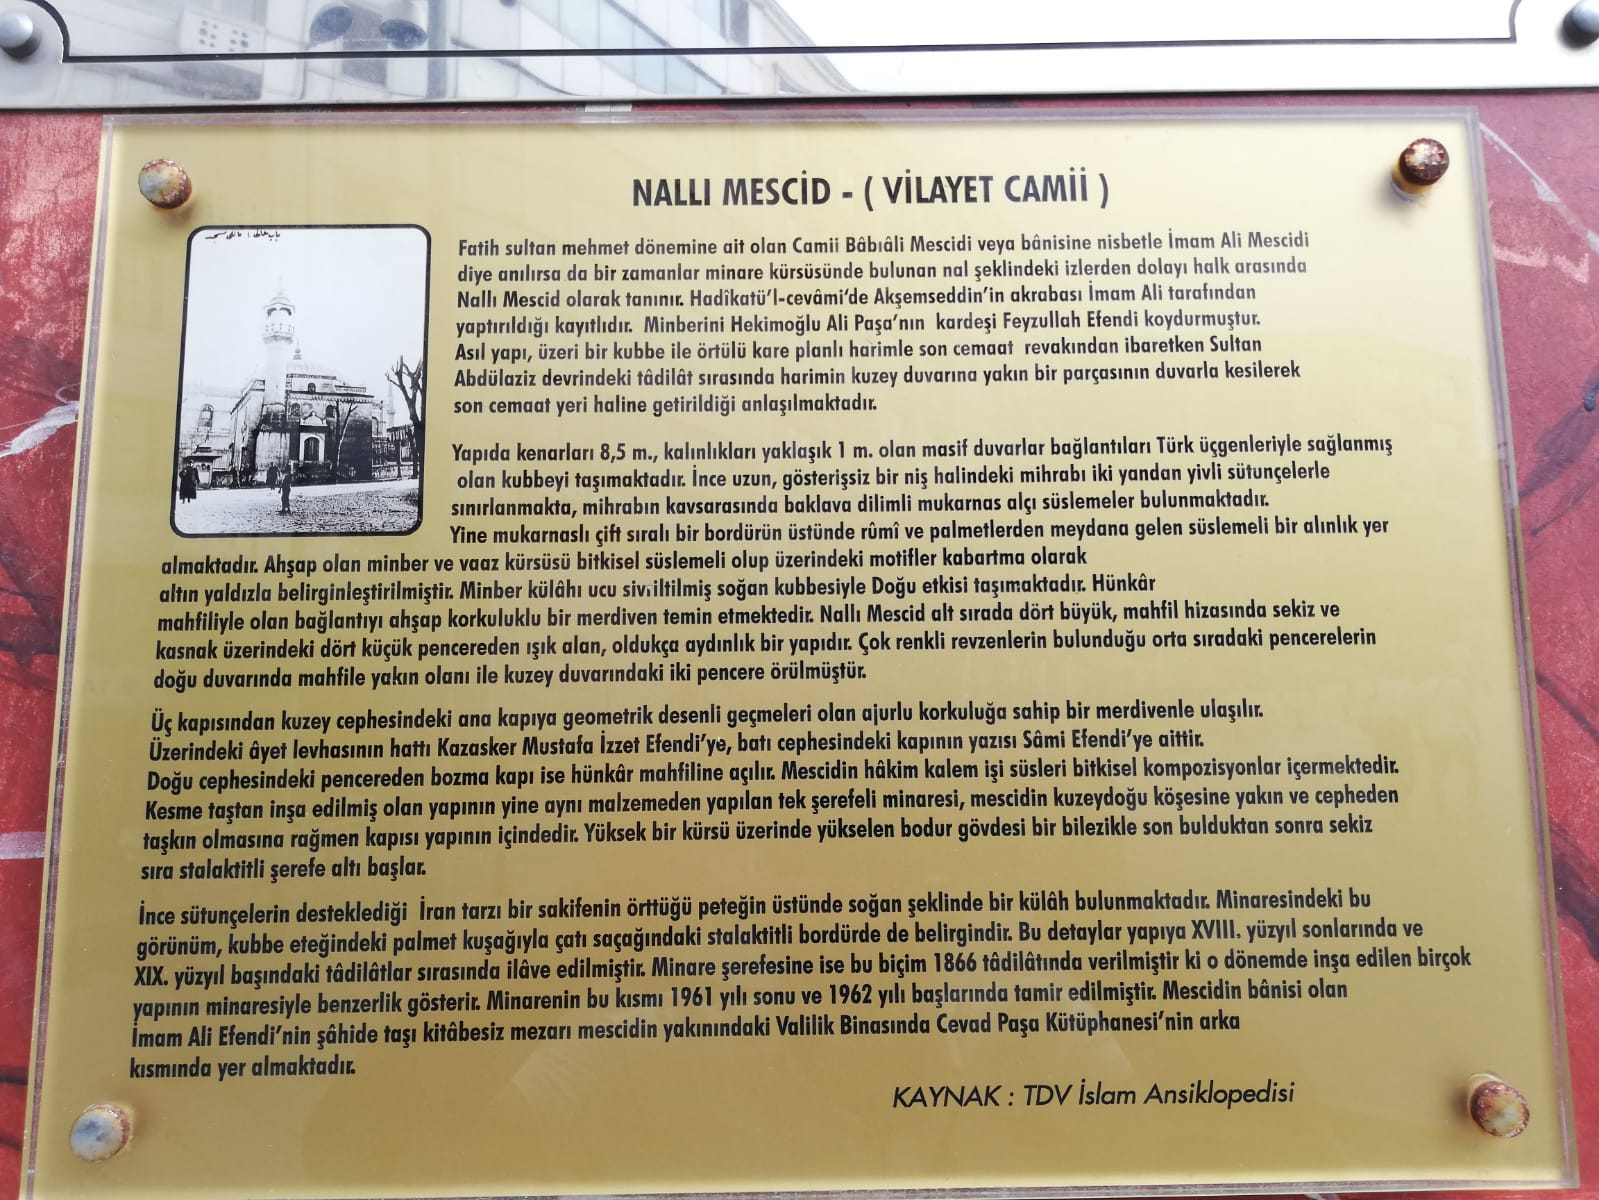 NALLI MESCİD - ( VİLAYET CAMİİ )
Fatih sultan mehmet dönemine ait olan Camii Bâbıâli Mescidi veya bânisine nisbetle İmam Ali Mescidi
diye anılırsa da bir zamanlar minare kürsüsünde bulunan nal şeklindeki izlerden dolayı halk arasında
Nallı Mescid olarak tanınır. Hadîkatü'l-cevâmi'de Akşemseddin'in akrabası İmam Ali tarafından
yaptırıldığı kayıtlıdır. Minberini Hekimoğlu Ali Paşa'nın kardeşi Feyzullah Efendi koydurmuştur.
Asıl yapı, üzeri bir kubbe ile örtülü kare planlı harimle son cemaat revakından ibaretken Sultan
Abdülaziz devrindeki tâdilât sırasında harimin kuzey duvarına yakın bir parçasının duvarla kesilerek
son cemaat yeri haline getirildiği anlaşılmaktadır.
Yapıda kenarları 8,5 m., kalınlıkları yaklaşık 1 m. olan masif duvarlar bağlantıları Türk üçgenleriyle sağlanmış
olan kubbeyi taşımaktadır. İnce uzun, gösterişsiz bir niş halindeki mihrabı iki yandan yivli sütunçelerle
sınırlanmakta, mihrabın kavsarasında baklava dilimli mukarnas alçı süslemeler bulunmaktadır.
Yine mukarnaslı çift sıralı bir bordürün üstünde rûmî ve palmetlerden meydana gelen süslemeli bir alınlık yer
almaktadır. Ahşap olan minber ve vaaz kürsüsü bitkisel süslemeli olup üzerindeki motifler kabartma olarak
altın yaldızla belirginleştirilmiştir. Minber külâhı ucu sivriltilmiş soğan kubbesiyle Doğu etkisi taşımaktadır. Hünkâr
mahfiliyle olan bağlantıyı ahşap korkuluklu bir merdiven temin etmektedir. Nallı Mescid alt sırada dört büyük, mahfil hizasında sekiz ve
kasnak üzerindeki dört küçük pencereden ışık alan, oldukça aydınlık bir yapıdır. Çok renkli revzenlerin bulunduğu orta sıradaki pencerelerin
doğu duvarında mahfile yakın olanı ile kuzey duvarındaki iki pencere örülmüştür.
Üç kapısından kuzey cephesindeki ana kapıya geometrik desenli geçmeleri olan ajurlu korkuluğa sahip bir merdivenle ulaşılır.
Üzerindeki âyet levhasının hattı Kazasker Mustafa İzzet Efendi'ye, batı cephesindeki kapının yazısı Sâmi Efendi'ye aittir.
Doğu cephesindeki pencereden bozma kapı ise hünkâr mahfiline açılır. Mescidin hâkim kalem işi süsleri bitkisel kompozisyonlar içermektedir.
Kesme taştan inşa edilmiş olan yapının yine aynı malzemeden yapılan tek şerefeli minaresi, mescidin kuzeydoğu köşesine yakın ve cepheden
taşkın olmasına rağmen kapısı yapının içindedir. Yüksek bir kürsü üzerinde yükselen bodur gövdesi bir bilezikle son bulduktan sonra sekiz
sıra stalaktitli şerefe altı başlar.
İnce sütunçelerin desteklediği İran tarzı bir sakifenin örttüğü peteğin üstünde soğan şeklinde bir külâh bulunmaktadır. Minaresindeki bu
görünüm, kubbe eteğindeki palmet kuşağıyla çatı saçağındaki stalaktitli bordürde de belirgindir. Bu detaylar yapıya XVIII. yüzyıl sonlarında ve
XIX. yüzyıl başındaki tâdilâtlar sırasında ilâve edilmiştir. Minare şerefesine ise bu biçim 1866 tâdilâtında verilmiştir ki o dönemde inşa edilen birçok
yapının minaresiyle benzerlik gösterir. Minarenin bu kısmı 1961 yılı sonu ve 1962 yılı başlarında tamir edilmiştir. Mescidin bânisi olan
İmam Ali Efendi'nin şâhide taşı kitâbesiz mezarı mescidin yakınındaki Valilik Binasında Cevad Paşa Kütüphanesi'nin arka
kısmında yer almaktadır.
KAYNAK : TDV İslam Ansiklopedisi